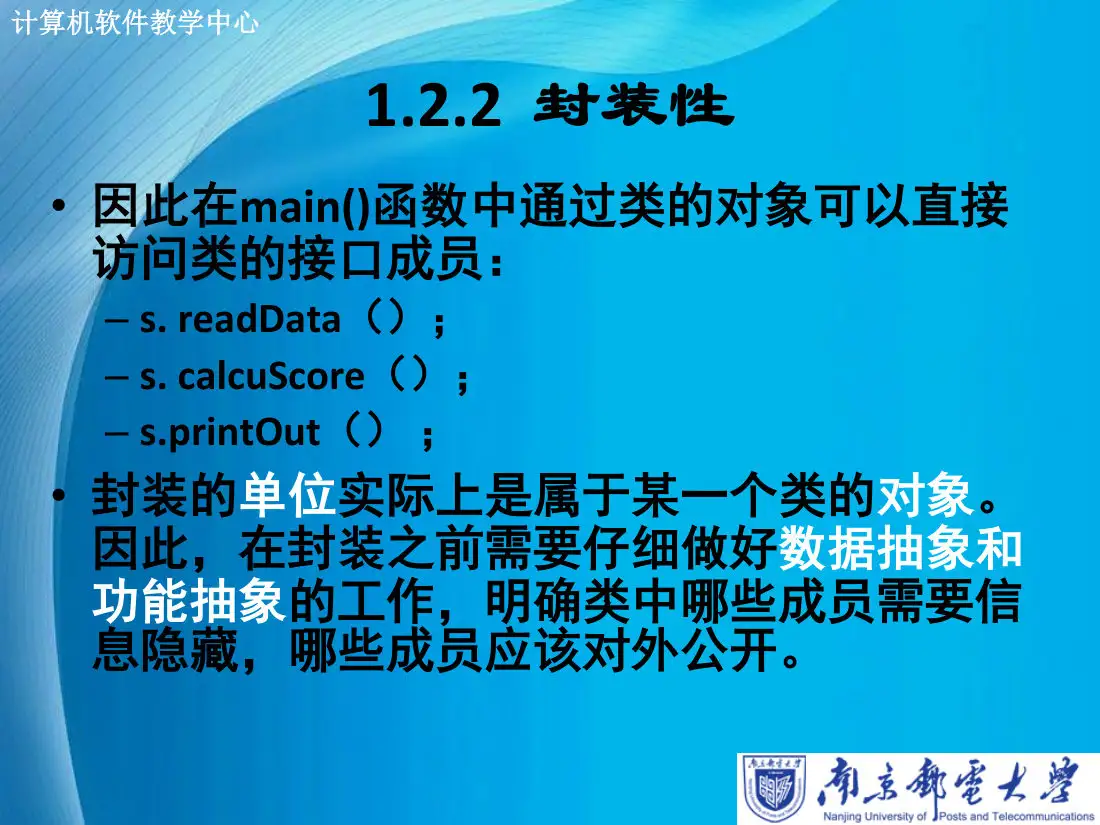 计算机软件教学中心
1.2.2 封装性
• 因此在main()函数中通过类的对象可以直接
访问类的接口成员：
– s. readData（）；
– s. calcuScore（）；
– s.printOut（） ；
• 封装的单位实际上是属于某一个类的对象。
因此，在封装之前需要仔细做好数据抽象和
功能抽象的工作，明确类中哪些成员需要信
息隐藏，哪些成员应该对外公开。
南京郵電大學
Nanjing University of Posts and Telecommunications